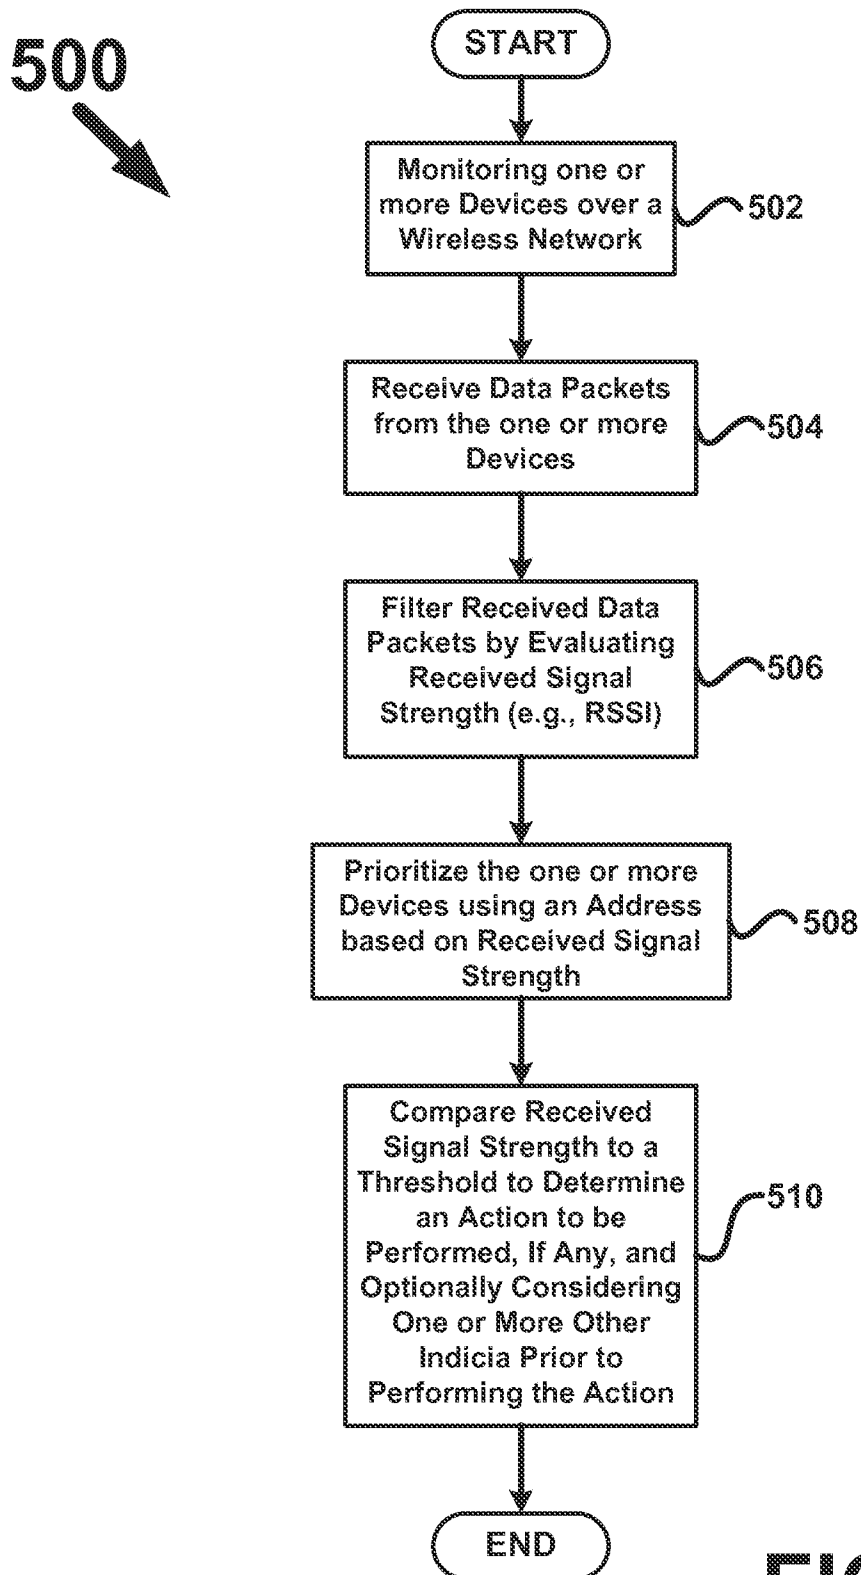 500
START
Monitoring one or
more Devices over a
Wireless Network
502
Receive Data Packets
from the one or more
Devices
504
Filter Received Data
Packets by Evaluating
Received Signal
Strength (e.g., RSSI)
506
Prioritize the one or more
Devices using an Address
based on Received Signal
Strength
508
Compare Received
Signal Strength to a
Threshold to Determine
an Action to be
Performed, If Any, and
Optionally Considering
One or More Other
Indicia Prior to
Performing the Action
510
END